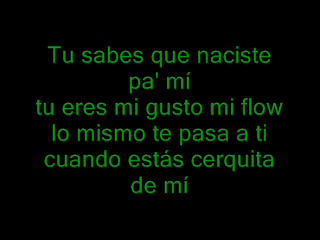 Tu sabes que naciste
pa' mí
tu eres mi gusto mi flow
lo mismo te pasa a ti
cuando estás cerquita
de mí